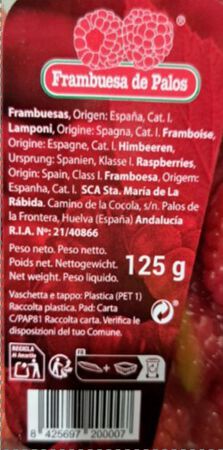 Frambuesa de Palos
Frambuesas, Origen: España, Cat. I.
Lamponi, Origine: Spagna, Cat. I. Framboise,
Origine: Espagne, Cat. I. Himbeeren,
Ursprung: Spanien, Klasse I. Raspberries,
Origin: Spain, Class I. Framboesa, Origem:
Espanha, Cat. I. SCA Sta. María de La
Rábida. Camino de la Cocola, s/n. Palos de
la Frontera, Huelva (España) Andalucía
R.I.A. Nº: 21/40866
Peso neto. Peso netto.
Poids net. Nettogewicht.
Net weight. Peso líquido.
125 g
Vaschetta e tappo: Plastica (PET 1)
Raccolta plastica. Pad: Carta
C/PAP81 Raccolta carta. Verifica le
disposizioni del tuo Comune.
RECICLA
al Amarillo
FR
8 425697 200007